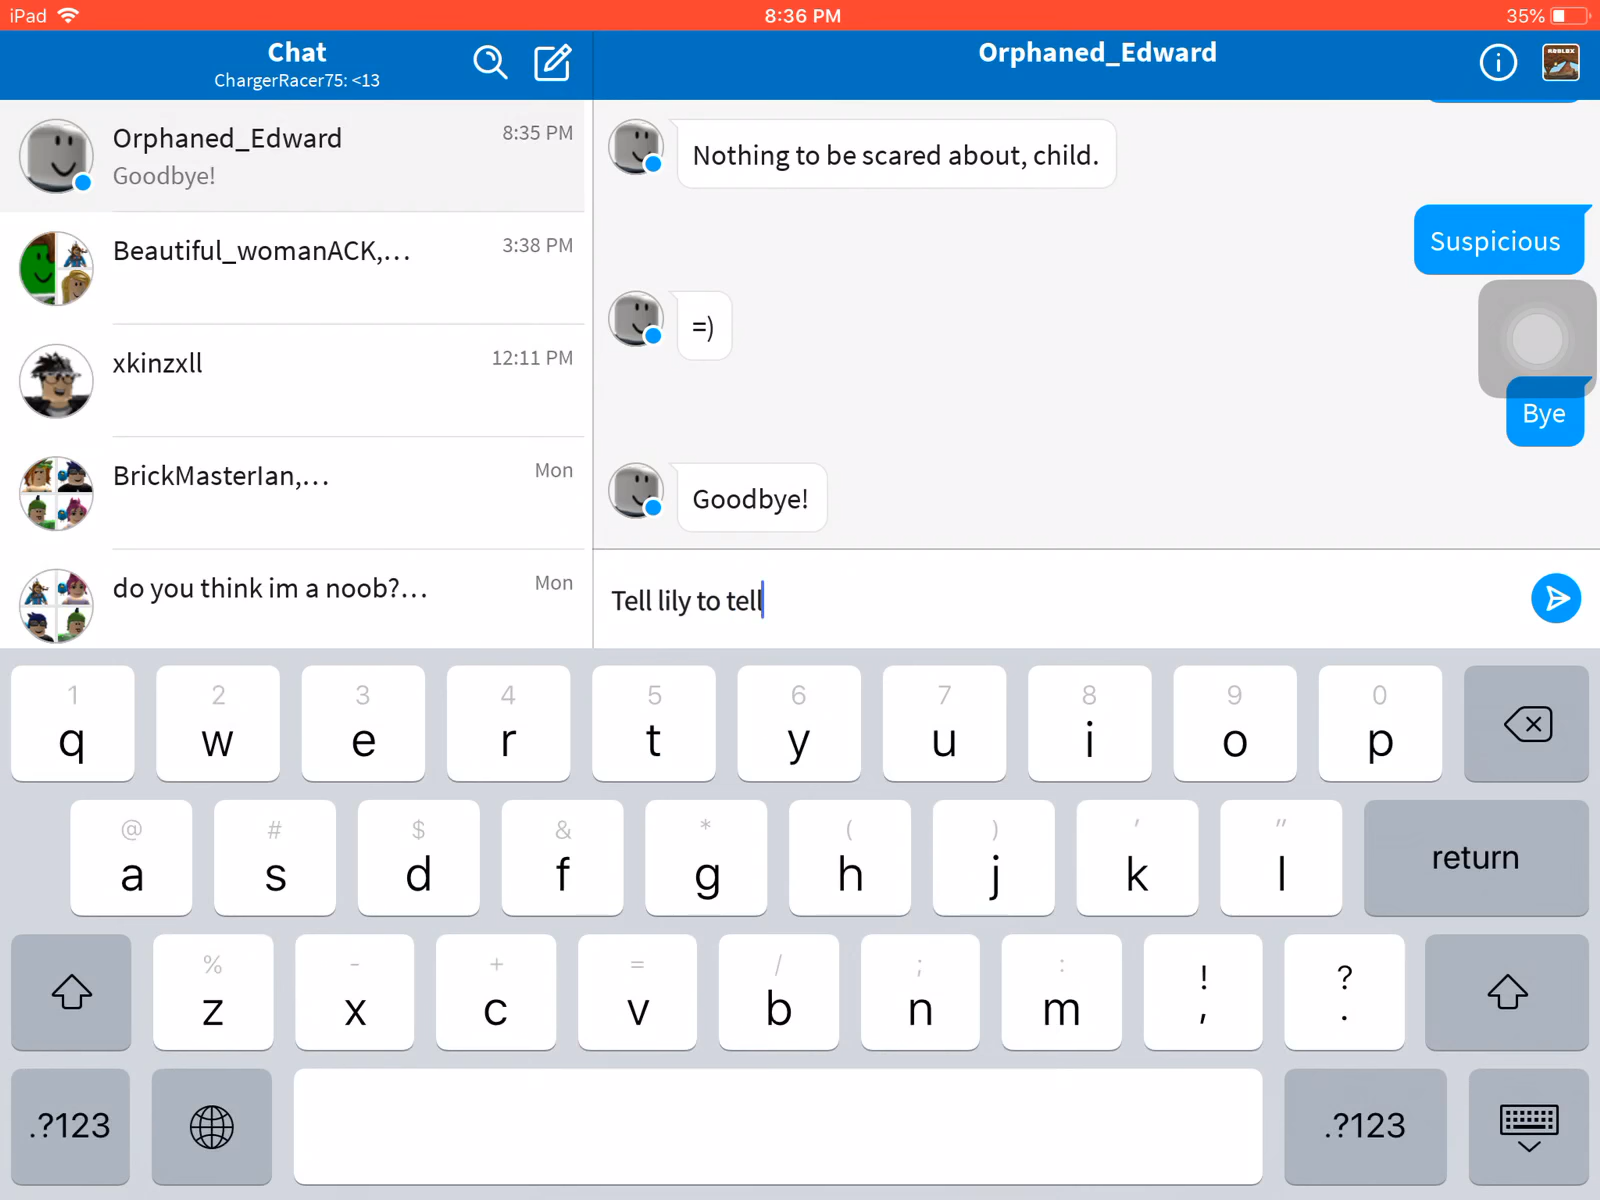 iPad
8:36 PM
35%
Chat
ChargerRacer75: <13
Orphaned_Edward
ROBLOX
Orphaned_Edward
8:35 PM
Goodbye!
Beautiful_womanACK,...
3:38 PM
xkinzxll
12:11 PM
BrickMasterIan,...
Mon
do you think im a noob?...
Mon
Nothing to be scared about, child.
Suspicious
=)
Bye
Goodbye!
Tell lily to tell
1 2 3 4 5 6 7 8 9 0
q w e r t y u i o p
@ # $ & * ( ) ' "
a s d f g h j k l return
% - + = / ; : ! ?
z x c v b n m , .
.?123 .?123